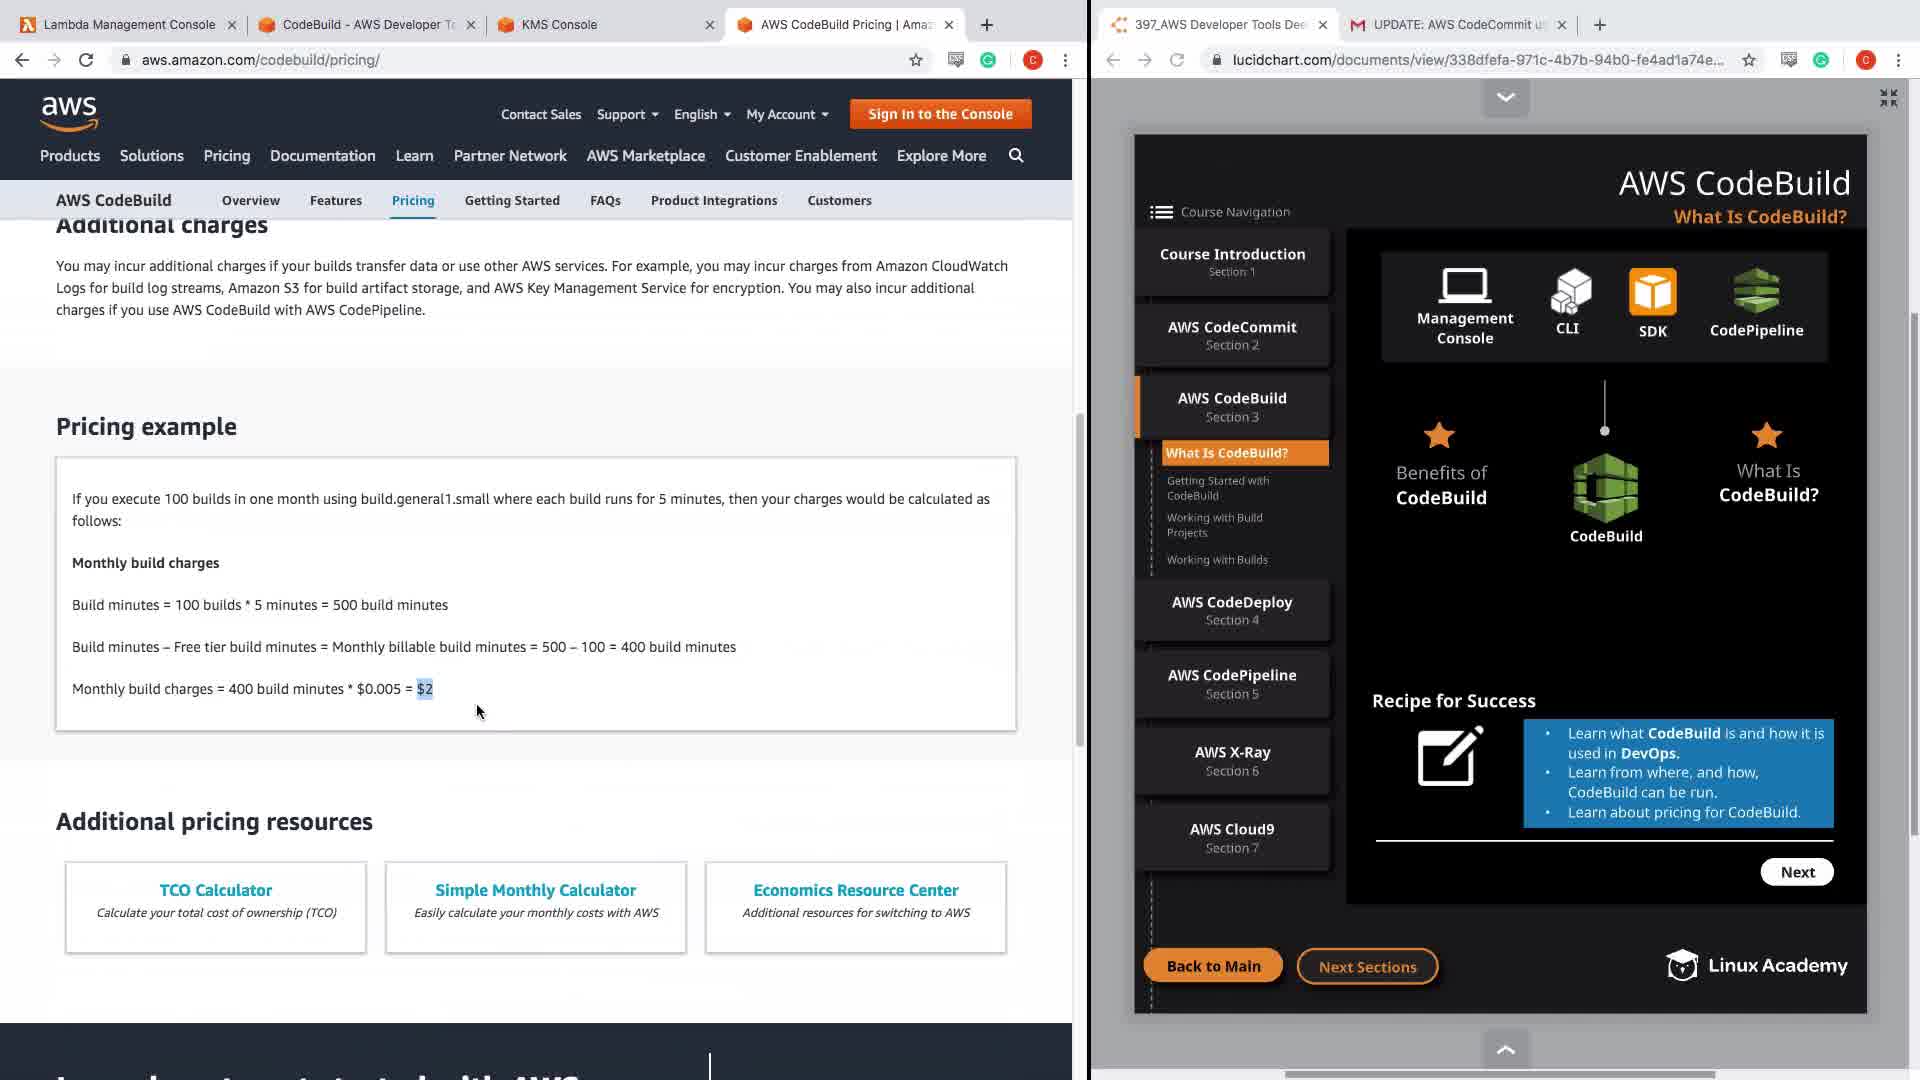 Lambda Management Console
CodeBuild - AWS Developer To
KMS Console
AWS CodeBuild Pricing | Amaz
aws.amazon.com/codebuild/pricing/
C
aws
Contact Sales Support English My Account Sign In to the Console
Products Solutions Pricing Documentation Learn Partner Network AWS Marketplace Customer Enablement Explore More
AWS CodeBuild Overview Features Pricing Getting Started FAQs Product Integrations Customers
Additional charges
You may incur additional charges if your builds transfer data or use other AWS services. For example, you may incur charges from Amazon CloudWatch
Logs for build log streams, Amazon S3 for build artifact storage, and AWS Key Management Service for encryption. You may also incur additional
charges if you use AWS CodeBuild with AWS CodePipeline.
Pricing example
If you execute 100 builds in one month using build.general1.small where each build runs for 5 minutes, then your charges would be calculated as
follows:
Monthly build charges
Build minutes = 100 builds * 5 minutes = 500 build minutes
Build minutes – Free tier build minutes = Monthly billable build minutes = 500 – 100 = 400 build minutes
Monthly build charges = 400 build minutes * $0.005 = $2
Additional pricing resources
TCO Calculator
Calculate your total cost of ownership (TCO)
Simple Monthly Calculator
Easily calculate your monthly costs with AWS
Economics Resource Center
Additional resources for switching to AWS
397_AWS Developer Tools Dee
UPDATE: AWS CodeCommit us
lucidchart.com/documents/view/338dfefa-971c-4b7b-94b0-fe4ad1a74e...
C
AWS CodeBuild
What Is CodeBuild?
Course Navigation
Course Introduction
Section 1
AWS CodeCommit
Section 2
AWS CodeBuild
Section 3
What Is CodeBuild?
Getting Started with
CodeBuild
Working with Build
Projects
Working with Builds
AWS CodeDeploy
Section 4
AWS CodePipeline
Section 5
AWS X-Ray
Section 6
AWS Cloud9
Section 7
Management
Console
CLI
SDK
CodePipeline
Benefits of
CodeBuild
CodeBuild
What Is
CodeBuild?
Recipe for Success
• Learn what CodeBuild is and how it is
used in DevOps.
• Learn from where, and how,
CodeBuild can be run.
• Learn about pricing for CodeBuild.
Next
Back to Main
Next Sections
Linux Academy